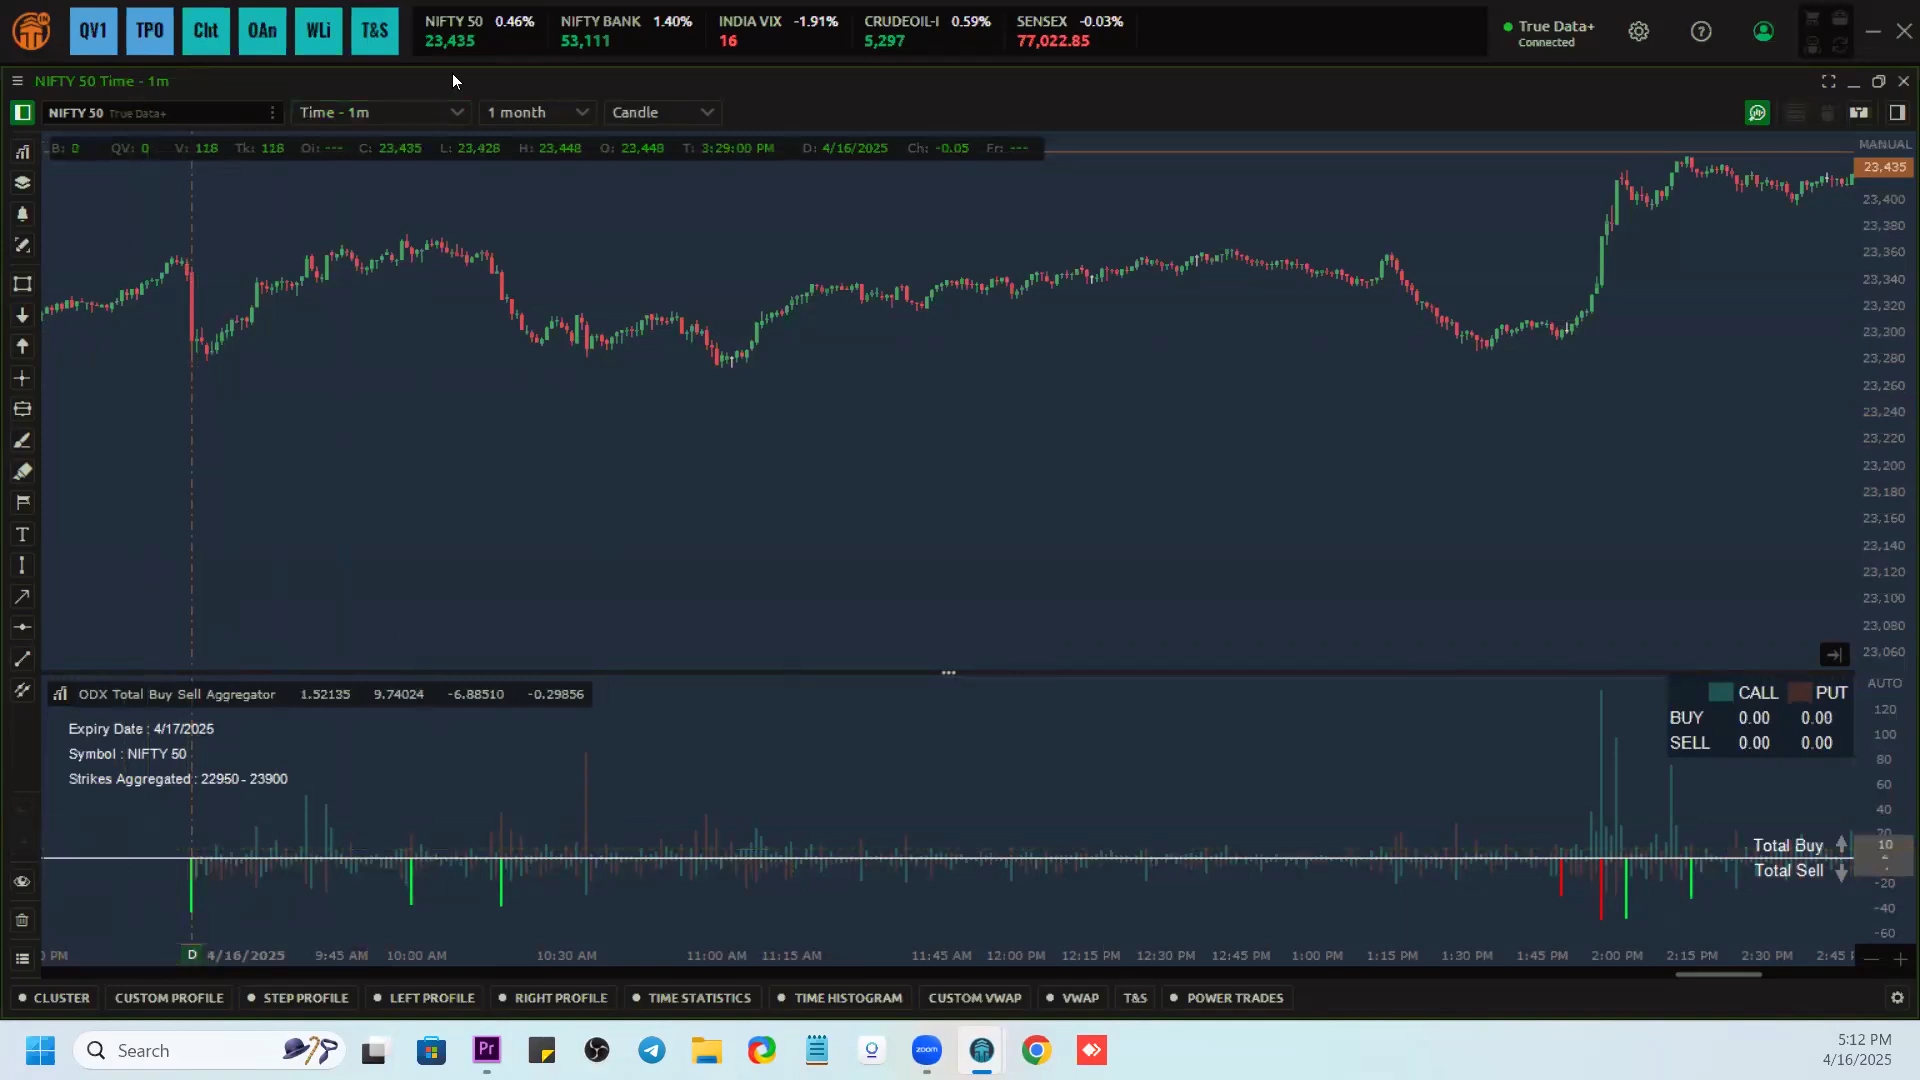 QV1 TPO Cht OAn WLi T&S
NIFTY 50 0.46% NIFTY BANK 1.40% INDIA VIX -1.91% CRUDEOIL-I 0.59% SENSEX -0.03%
23,435 53,111 16 5,297 77,022.85
True Data+
Connected
NIFTY 50 Time - 1m
NIFTY 50 True Data+ Time - 1m 1 month Candle
B: 0 QV: 0 V: 118 Tk: 118 Oi: --- C: 23,435 L: 23,428 H: 23,448 O: 23,448 T: 3:29:00 PM D: 4/16/2025 Ch: -0.05 Fr: ---
MANUAL
23,435
23,400
23,380
23,360
23,340
23,320
23,300
23,280
23,260
23,240
23,220
23,200
23,180
23,160
23,140
23,120
23,100
23,080
23,060
ODX Total Buy Sell Aggregator 1.52135 9.74024 -6.88510 -0.29856
Expiry Date : 4/17/2025
Symbol : NIFTY 50
Strikes Aggregated : 22950 - 23900
CALL PUT
BUY 0.00 0.00
SELL 0.00 0.00
AUTO
120
100
80
60
40
20
10
-20
-40
-60
Total Buy
Total Sell
PM D 4/16/2025 9:45 AM 10:00 AM 10:30 AM 11:00 AM 11:15 AM 11:45 AM 12:00 PM 12:15 PM 12:30 PM 12:45 PM 1:00 PM 1:15 PM 1:30 PM 1:45 PM 2:00 PM 2:15 PM 2:30 PM 2:45
CLUSTER CUSTOM PROFILE STEP PROFILE LEFT PROFILE RIGHT PROFILE TIME STATISTICS TIME HISTOGRAM CUSTOM VWAP VWAP T&S POWER TRADES
Search
Pr
zoom
5:12 PM
4/16/2025